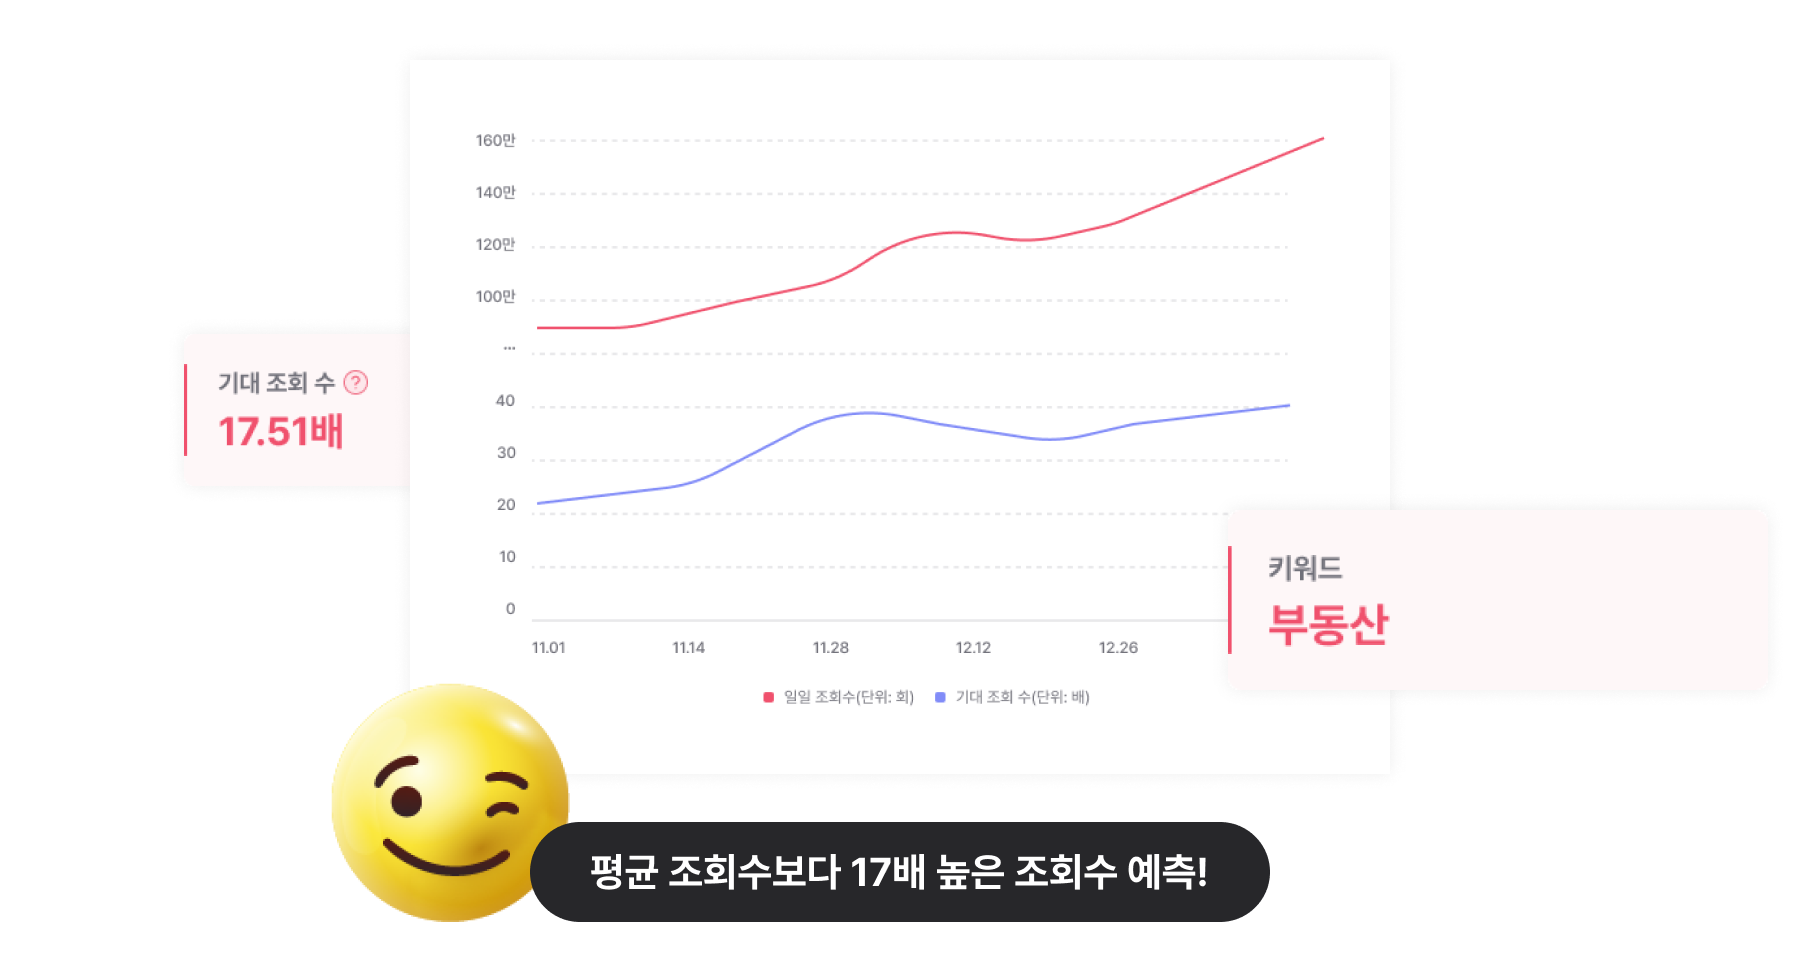 160만
140만
120만
100만
...
40
30
20
10
0
11.01 11.14 11.28 12.12 12.26
일일 조회수(단위: 회) 기대 조회 수(단위: 배)
기대 조회 수 ?
17.51배
키워드
부동산
평균 조회수보다 17배 높은 조회수 예측!